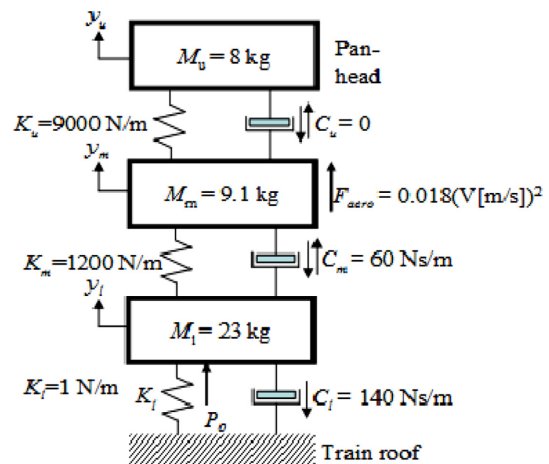 y_u
M_u = 8 kg
Pan-
head
K_u=9000 N/m
C_u = 0
y_m
M_m = 9.1 kg
F_aero = 0.018(V[m/s])²
K_m=1200 N/m
C_m = 60 Ns/m
y_l
M_l = 23 kg
K_l=1 N/m
K_l
P_o
C_l = 140 Ns/m
Train roof